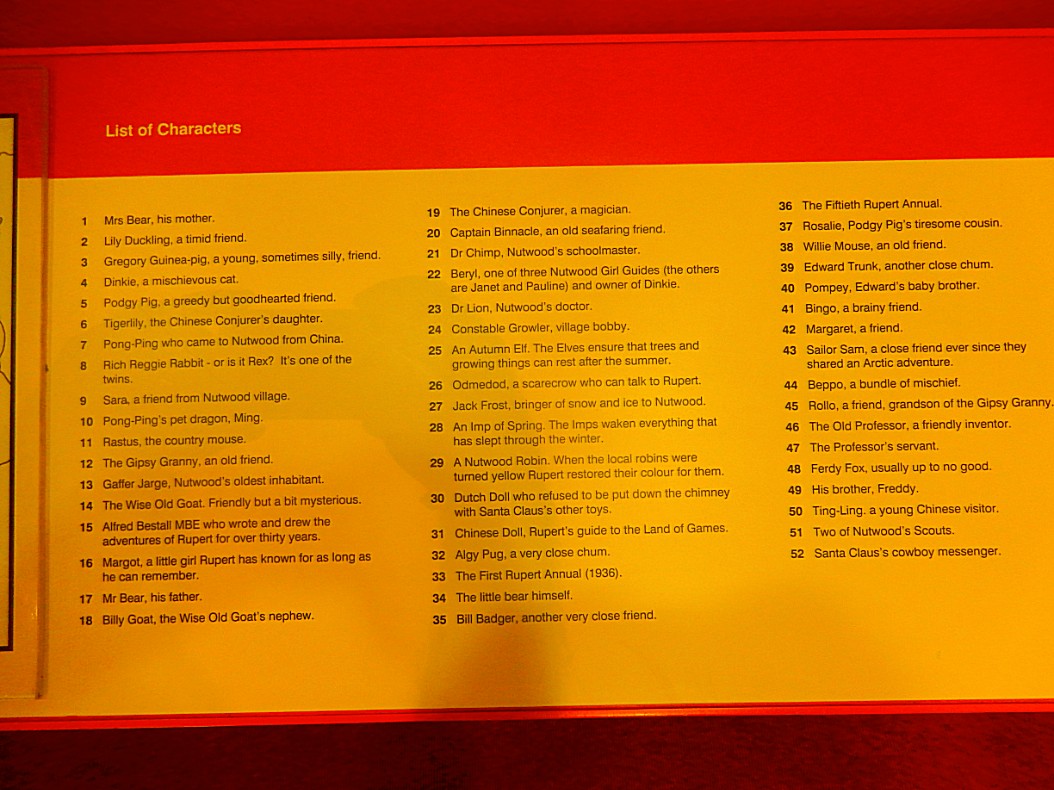 List of Characters
1 Mrs Bear, his mother.
2 Lily Duckling, a timid friend.
3 Gregory Guinea-pig, a young, sometimes silly, friend.
4 Dinkie, a mischievous cat.
5 Podgy Pig, a greedy but goodhearted friend.
6 Tigerlily, the Chinese Conjurer's daughter.
7 Pong-Ping who came to Nutwood from China.
8 Rich Reggie Rabbit - or is it Rex? It's one of the
twins.
9 Sara, a friend from Nutwood village.
10 Pong-Ping's pet dragon, Ming.
11 Rastus, the country mouse.
12 The Gipsy Granny, an old friend.
13 Gaffer Jarge, Nutwood's oldest inhabitant.
14 The Wise Old Goat. Friendly but a bit mysterious.
15 Alfred Bestall MBE who wrote and drew the
adventures of Rupert for over thirty years.
16 Margot, a little girl Rupert has known for as long as
he can remember.
17 Mr Bear, his father.
18 Billy Goat, the Wise Old Goat's nephew.
19 The Chinese Conjurer, a magician.
20 Captain Binnacle, an old seafaring friend.
21 Dr Chimp, Nutwood's schoolmaster.
22 Beryl, one of three Nutwood Girl Guides (the others
are Janet and Pauline) and owner of Dinkie.
23 Dr Lion, Nutwood's doctor.
24 Constable Growler, village bobby.
25 An Autumn Elf. The Elves ensure that trees and
growing things can rest after the summer.
26 Odmedod, a scarecrow who can talk to Rupert.
27 Jack Frost, bringer of snow and ice to Nutwood.
28 An Imp of Spring. The Imps waken everything that
has slept through the winter.
29 A Nutwood Robin. When the local robins were
turned yellow Rupert restored their colour for them.
30 Dutch Doll who refused to be put down the chimney
with Santa Claus's other toys.
31 Chinese Doll, Rupert's guide to the Land of Games.
32 Algy Pug, a very close chum.
33 The First Rupert Annual (1936).
34 The little bear himself.
35 Bill Badger, another very close friend.
36 The Fiftieth Rupert Annual.
37 Rosalie, Podgy Pig's tiresome cousin.
38 Willie Mouse, an old friend.
39 Edward Trunk, another close chum.
40 Pompey, Edward's baby brother.
41 Bingo, a brainy friend.
42 Margaret, a friend.
43 Sailor Sam, a close friend ever since they
shared an Arctic adventure.
44 Beppo, a bundle of mischief.
45 Rollo, a friend, grandson of the Gipsy Granny.
46 The Old Professor, a friendly inventor.
47 The Professor's servant.
48 Ferdy Fox, usually up to no good.
49 His brother, Freddy.
50 Ting-Ling. a young Chinese visitor.
51 Two of Nutwood's Scouts.
52 Santa Claus's cowboy messenger.